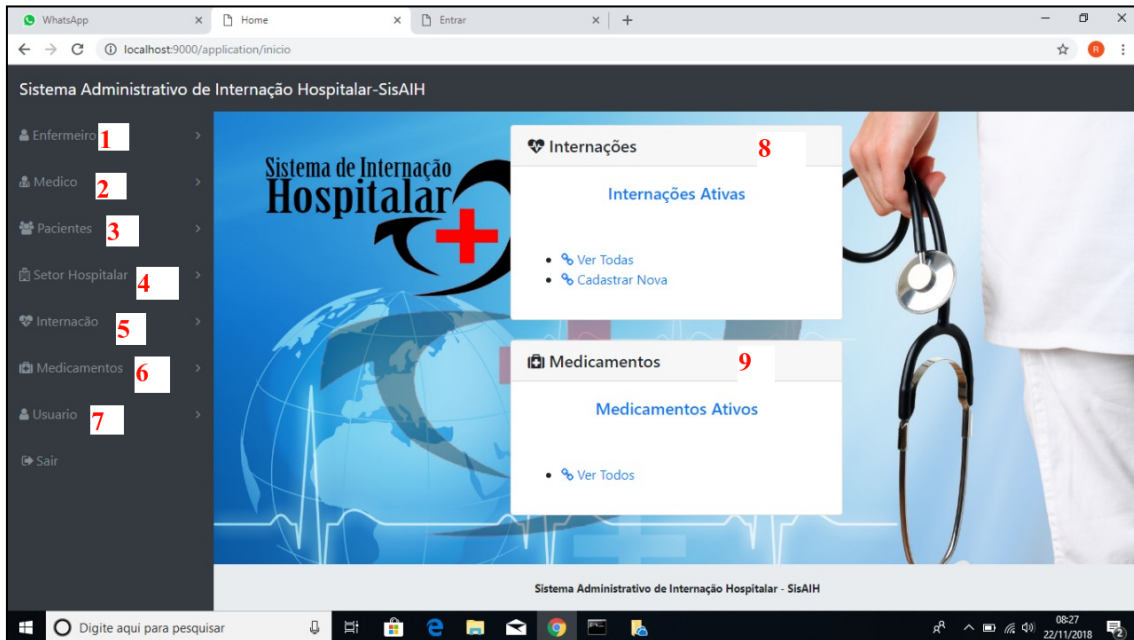 WhatsApp
Home
Entrar
localhost:9000/application/inicio
R
Sistema Administrativo de Internação Hospitalar-SisAIH
Enfermeiro 1
Medico 2
Pacientes 3
Setor Hospitalar 4
Internacão 5
Medicamentos 6
Usuario 7
Sair
Sistema de Internação
Hospitalar
Internações 8
Internações Ativas
Ver Todas
Cadastrar Nova
Medicamentos 9
Medicamentos Ativos
Ver Todos
Sistema Administrativo de Internação Hospitalar - SisAIH
Digite aqui para pesquisar
08:27
22/11/2018
2